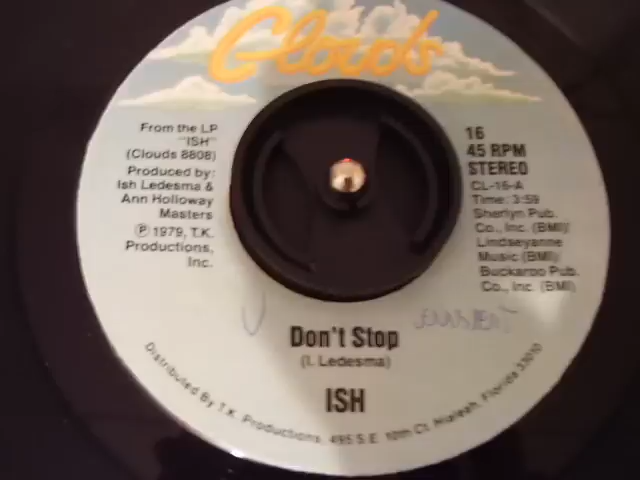 Clouds
From the LP
"ISH"
(Clouds 8808)
Produced by:
Ish Ledesma &
Ann Holloway
Masters
Ⓟ1979, T.K.
Productions,
Inc.
16
45 RPM
STEREO
CL-16-A
Time: 3:59
Sherlyn Pub.
Co., Inc. (BMI)/
Lindseyanne
Music (BMI)
Buckaroo Pub.
Co., Inc. (BMI)
Don't Stop
(I. Ledesma)
ISH
Distributed By T.K. Productions, 495 S.E. 10th Ct. Hialeah, Florida 33010